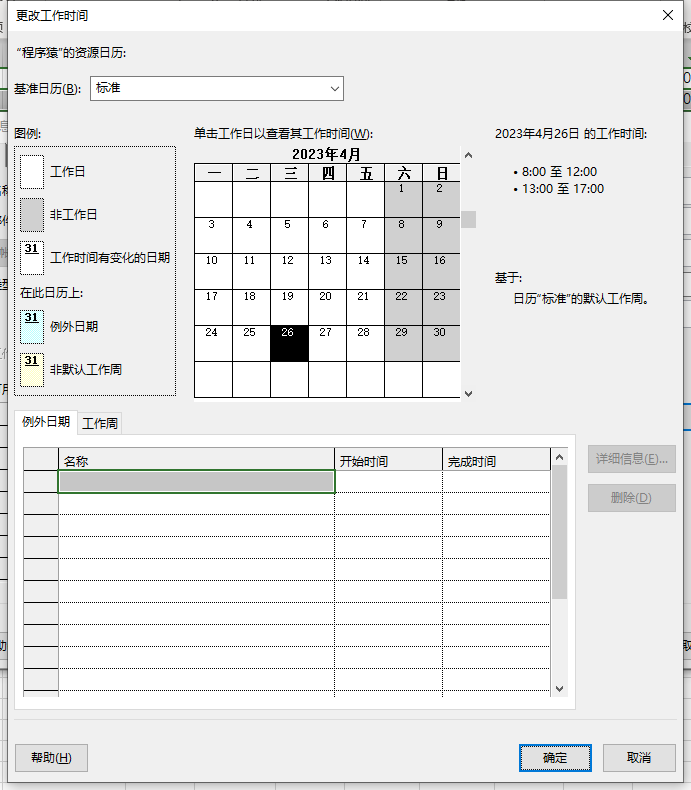 更改工作时间
“程序猿”的资源日历:
基准日历(B): 标准
图例:
工作日
非工作日
31 工作时间有变化的日期
在此日历上:
31 例外日期
31 非默认工作周
单击工作日以查看其工作时间(W):
2023年4月
一 二 三 四 五 六 日
1 2
3 4 5 6 7 8 9
10 11 12 13 14 15 16
17 18 19 20 21 22 23
24 25 26 27 28 29 30
2023年4月26日 的工作时间:
• 8:00 至 12:00
• 13:00 至 17:00
基于:
日历“标准”的默认工作周。
例外日期 工作周
名称 开始时间 完成时间
详细信息(E)...
删除(D)
帮助(H) 确定 取消